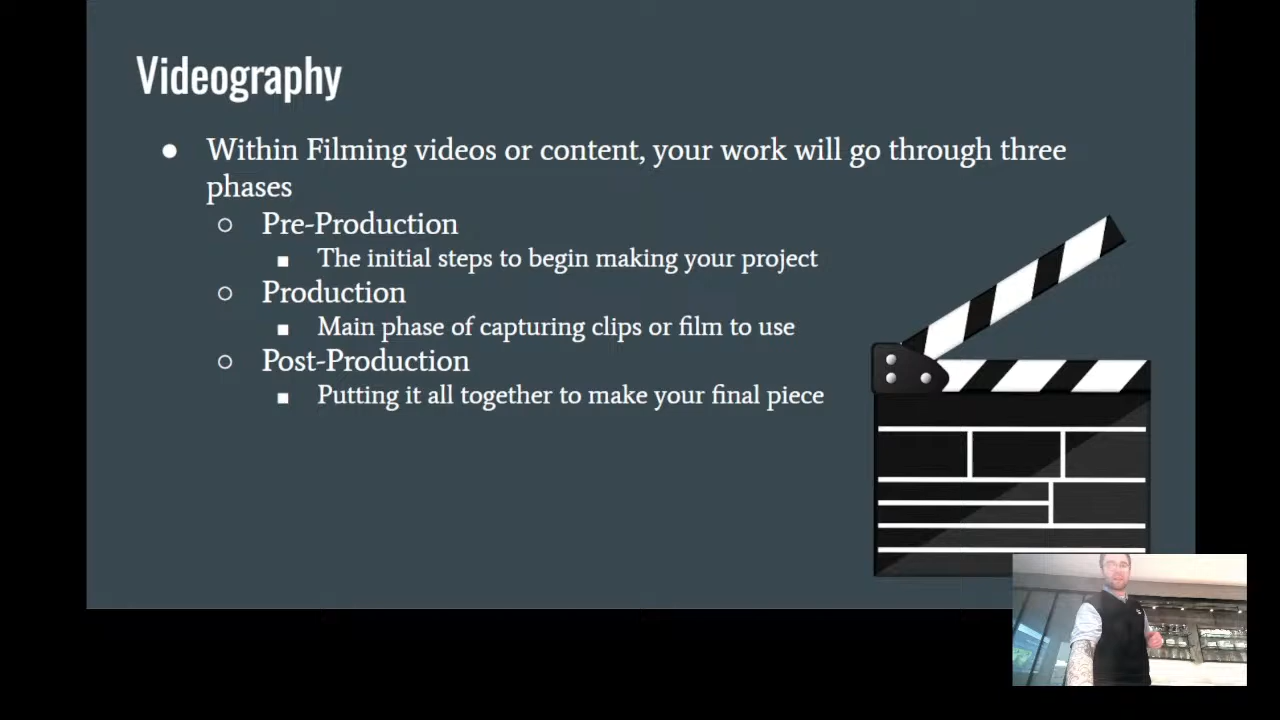 Videography
● Within Filming videos or content, your work will go through three
phases
○ Pre-Production
■ The initial steps to begin making your project
○ Production
■ Main phase of capturing clips or film to use
○ Post-Production
■ Putting it all together to make your final piece